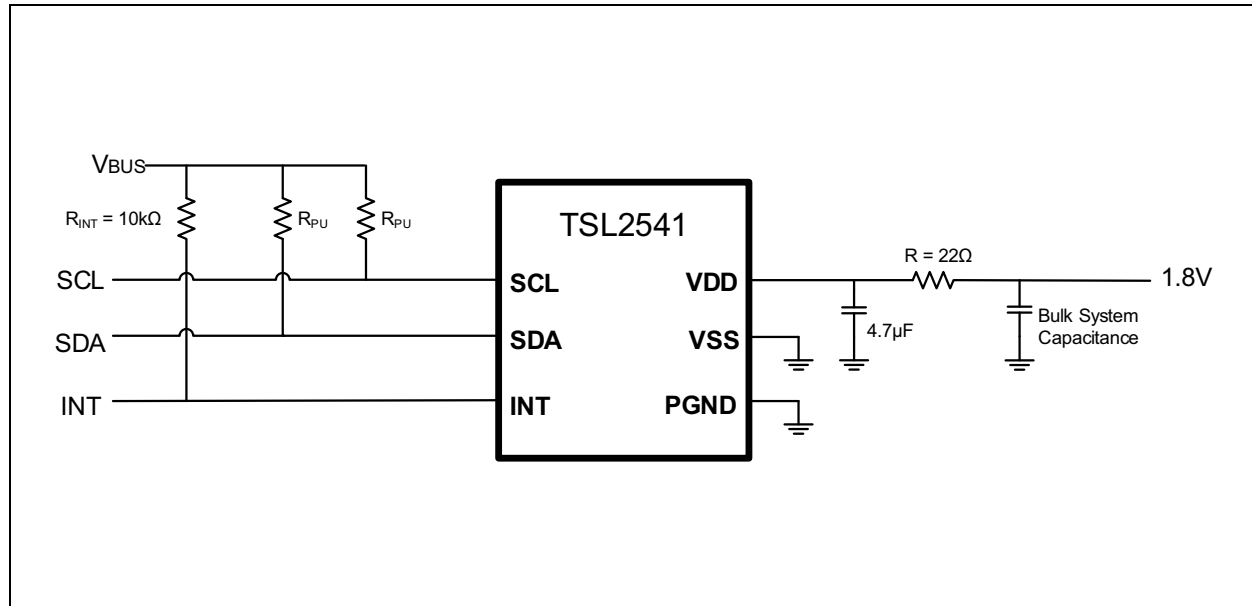 VBUS
RINT = 10kΩ
RPU
RPU
TSL2541
SCL
SCL
VDD
R = 22Ω
1.8V
4.7µF
Bulk System
Capacitance
SDA
SDA
VSS
INT
INT
PGND